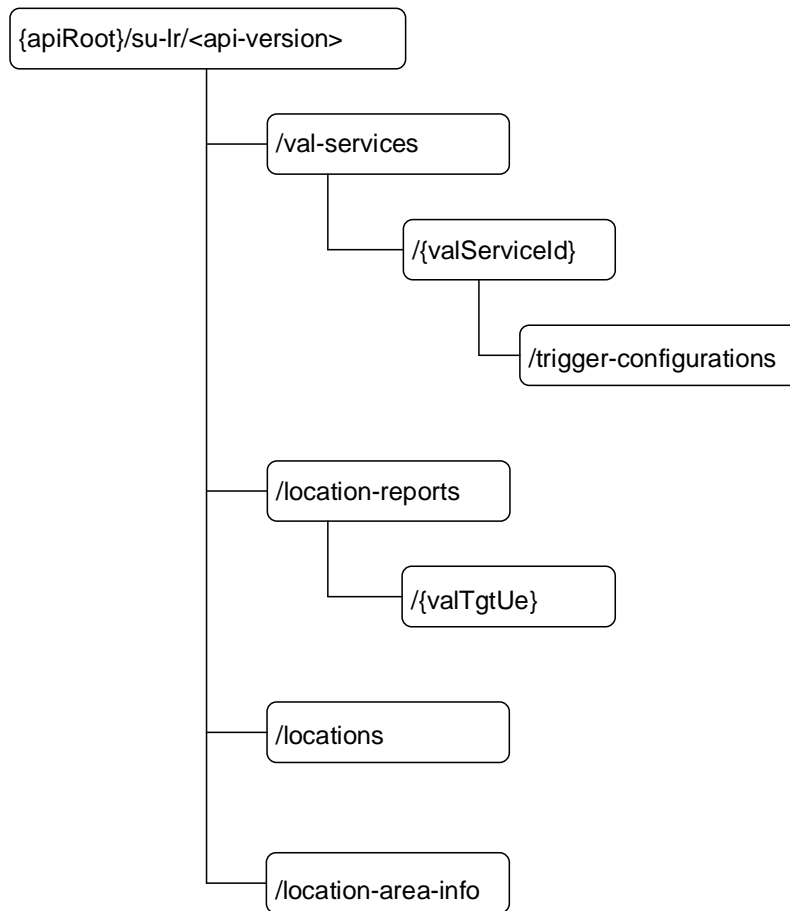 {apiRoot}/su-lr/<api-version>
/val-services
/{valServiceId}
/trigger-configurations
/location-reports
/{valTgtUe}
/locations
/location-area-info